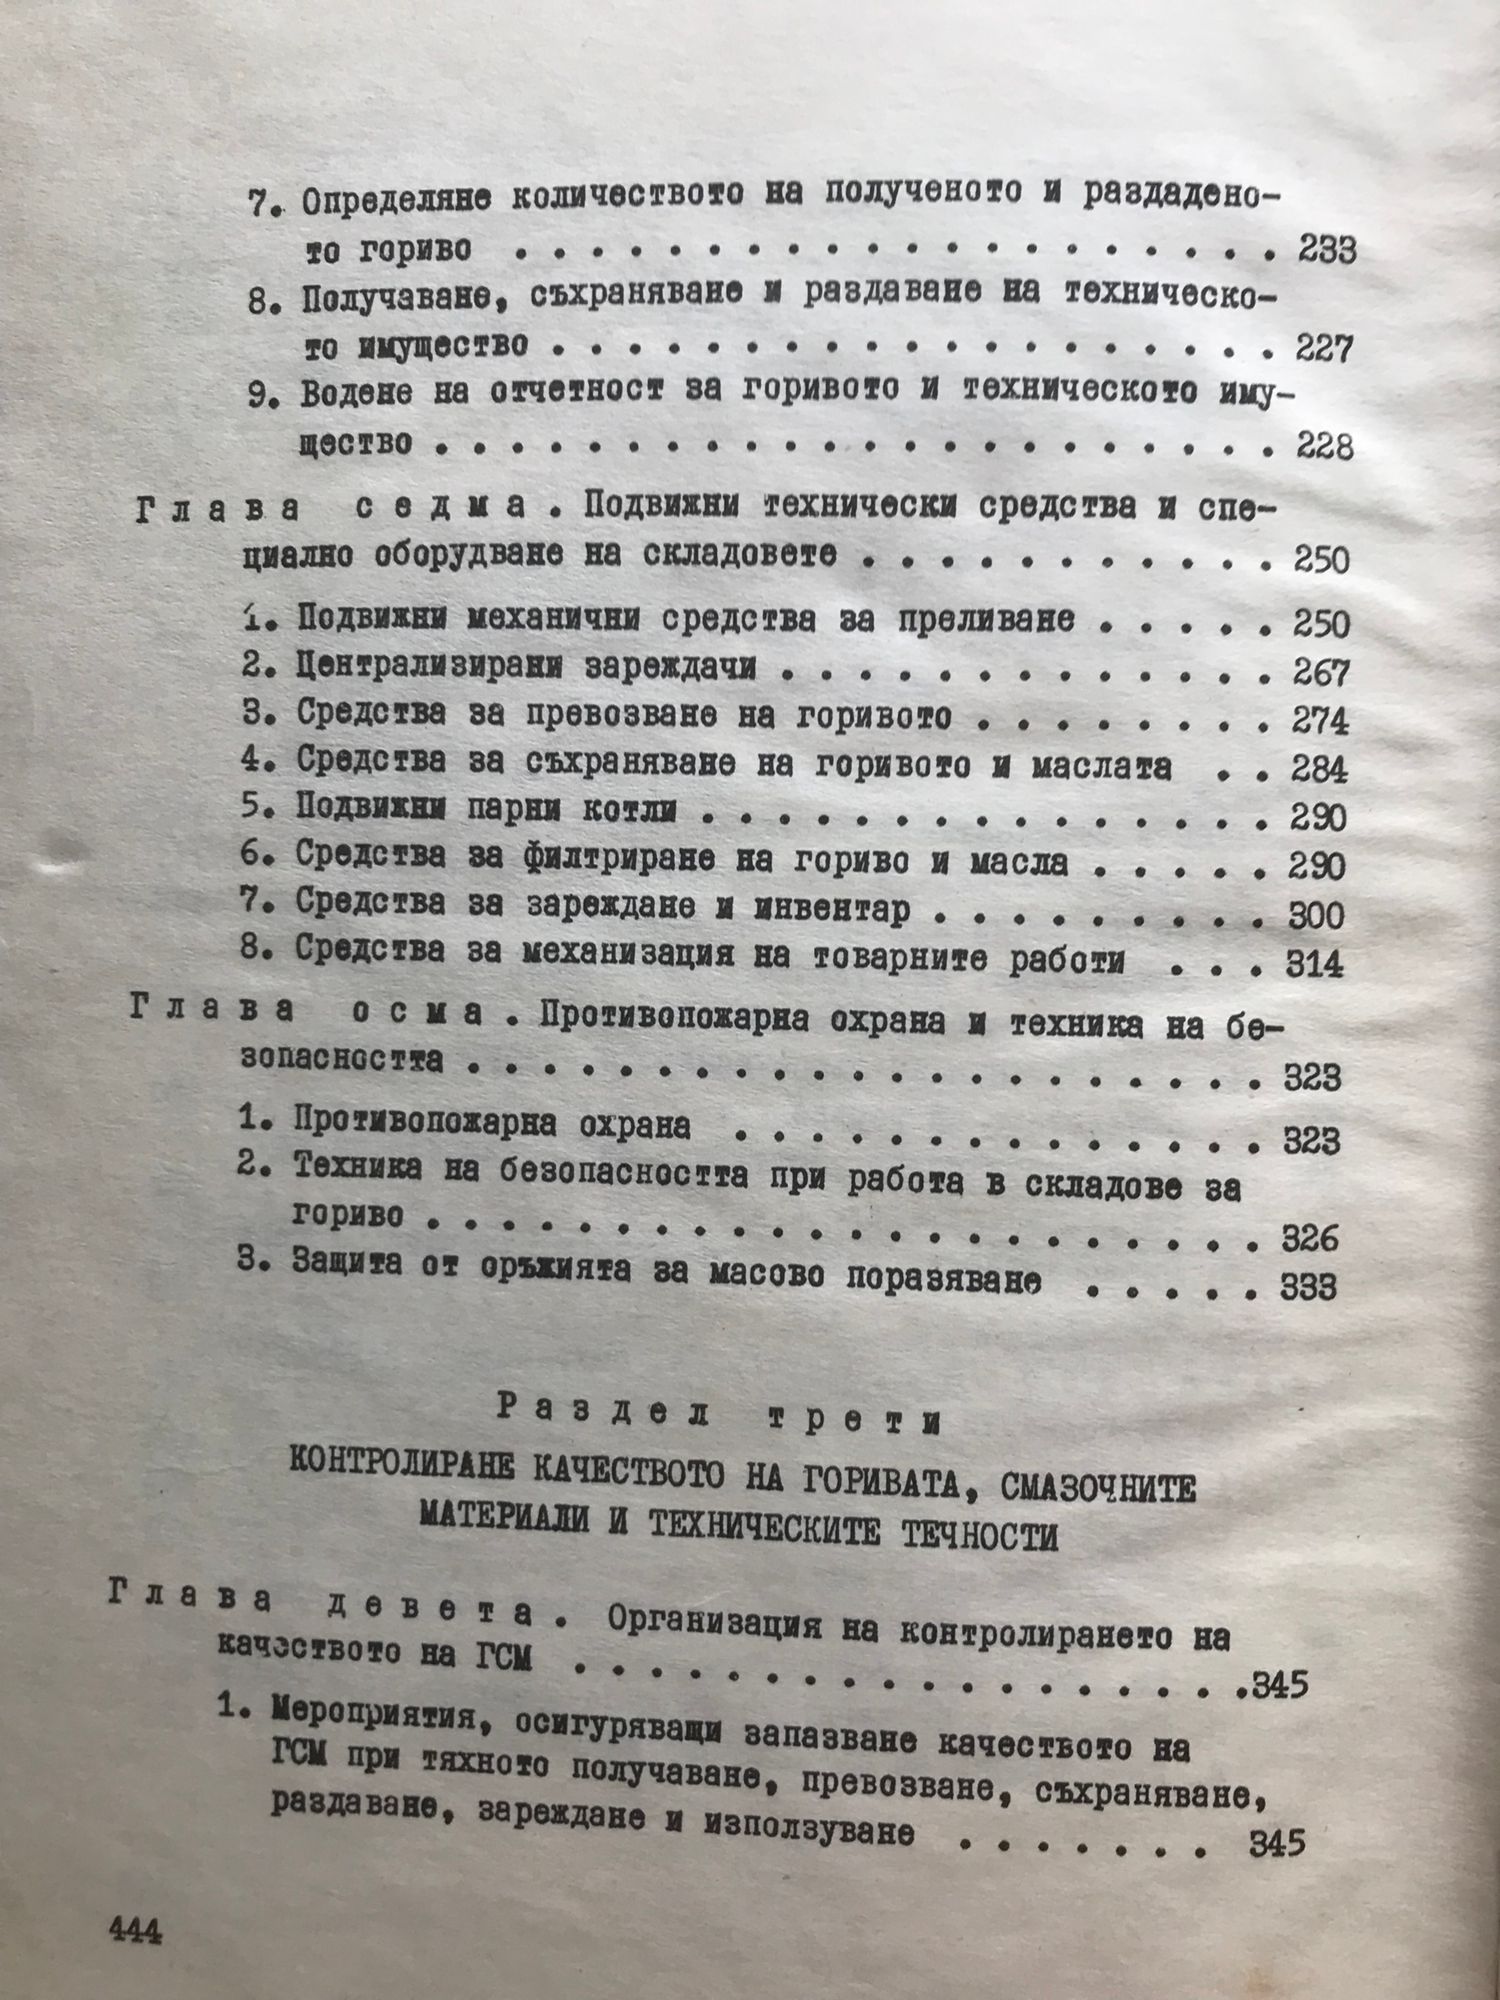 7. Определяне количеството на полученото и раздадено-
то гориво . . . . . . . . . . . . . . . . . . . . 233
8. Получаване, съхраняване и раздаване на техническо-
то имущество . . . . . . . . . . . . . . . . . . . 227
9. Водене на отчетност за горивото и техническото иму-
щество . . . . . . . . . . . . . . . . . . . . . . 228
Глава седма. Подвижни технически средства и спе-
циално оборудване на складовете . . . . . . . . . . . 250
1. Подвижни механични средства за преливане . . . . . 250
2. Централизирани зареждачи . . . . . . . . . . . . . 267
3. Средства за превозване на горивото . . . . . . . . 274
4. Средства за съхраняване на горивото и маслата . . 284
5. Подвижни парни котли . . . . . . . . . . . . . . . 290
6. Средства за филтриране на гориво и масла . . . . . 290
7. Средства за зареждане и инвентар . . . . . . . . . 300
8. Средства за механизация на товарните работи . . . 314
Глава осма. Противопожарна охрана и техника на бе-
зопасността . . . . . . . . . . . . . . . . . . . . . 323
1. Противопожарна охрана . . . . . . . . . . . . . . 323
2. Техника на безопасността при работа в складове за
гориво . . . . . . . . . . . . . . . . . . . . . . 326
3. Защита от оръжията за масово поразяване . . . . . 333
Раздел трети
КОНТРОЛИРАНЕ КАЧЕСТВОТО НА ГОРИВАТА, СМАЗОЧНИТЕ
МАТЕРИАЛИ И ТЕХНИЧЕСКИТЕ ТЕЧНОСТИ
Глава девета. Организация на контролирането на
качеството на ГСМ . . . . . . . . . . . . . . . . . .345
1. Мероприятия, осигуряващи запазване качеството на
ГСМ при тяхното получаване, превозване, съхраняване,
раздаване, зареждане и използуване . . . . . . . 345
444